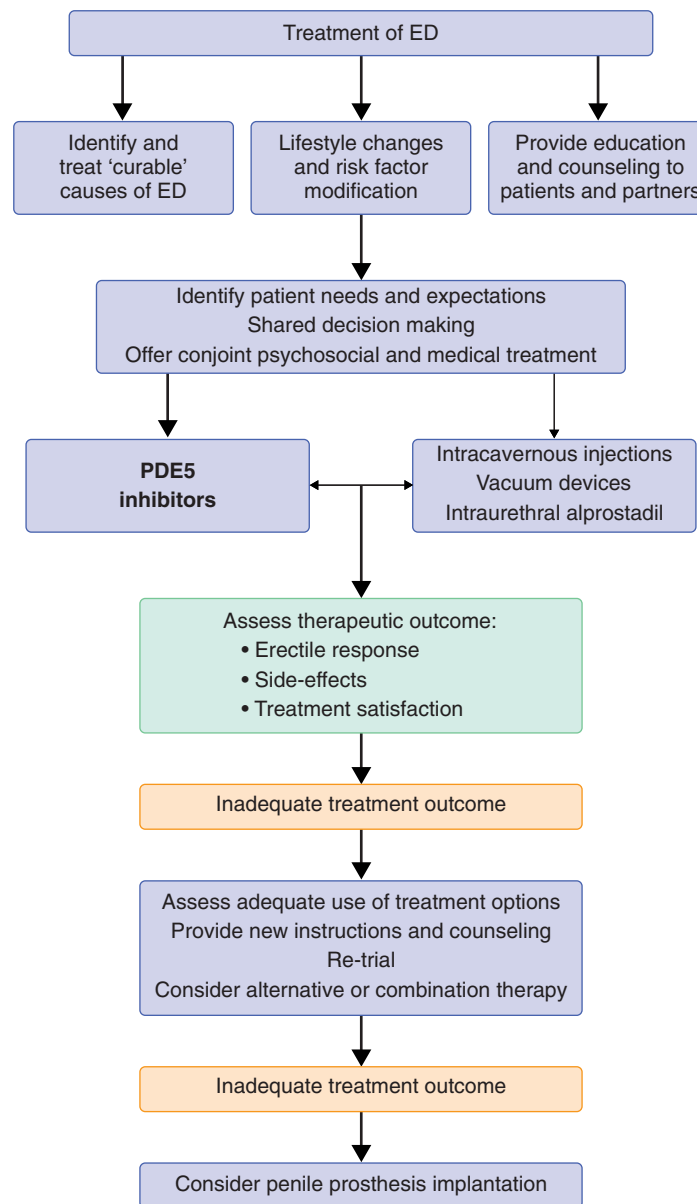 Treatment of ED
Identify and
treat ‘curable’
causes of ED
Lifestyle changes
and risk factor
modification
Provide education
and counseling to
patients and partners
Identify patient needs and expectations
Shared decision making
Offer conjoint psychosocial and medical treatment
PDE5
inhibitors
Intracavernous injections
Vacuum devices
Intraurethral alprostadil
Assess therapeutic outcome:
• Erectile response
• Side-effects
• Treatment satisfaction
Inadequate treatment outcome
Assess adequate use of treatment options
Provide new instructions and counseling
Re-trial
Consider alternative or combination therapy
Inadequate treatment outcome
Consider penile prosthesis implantation